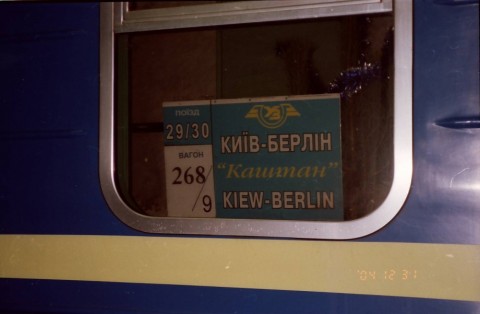 ПОЇЗД
29/30
ВАГОН
268/9
КИЇВ-БЕРЛІН
"Каштан"
KIEW-BERLIN
'04 12 31